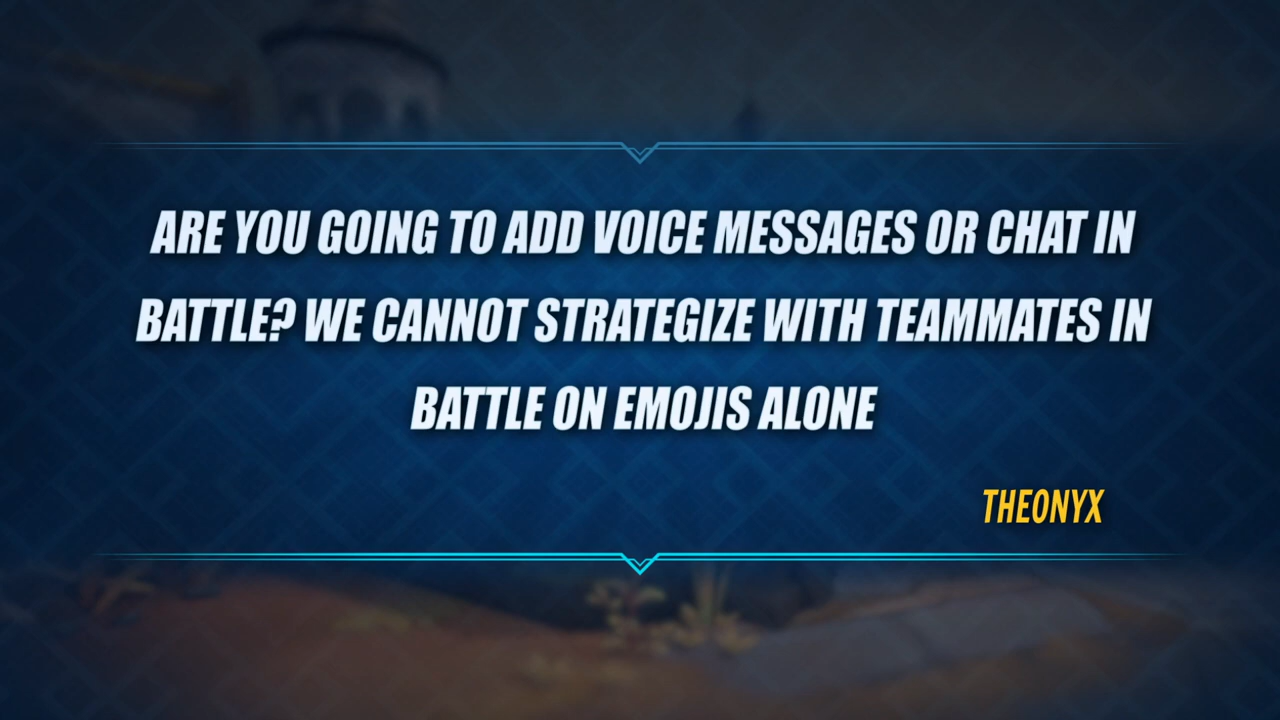 ARE YOU GOING TO ADD VOICE MESSAGES OR CHAT IN
BATTLE? WE CANNOT STRATEGIZE WITH TEAMMATES IN
BATTLE ON EMOJIS ALONE
THEONYX